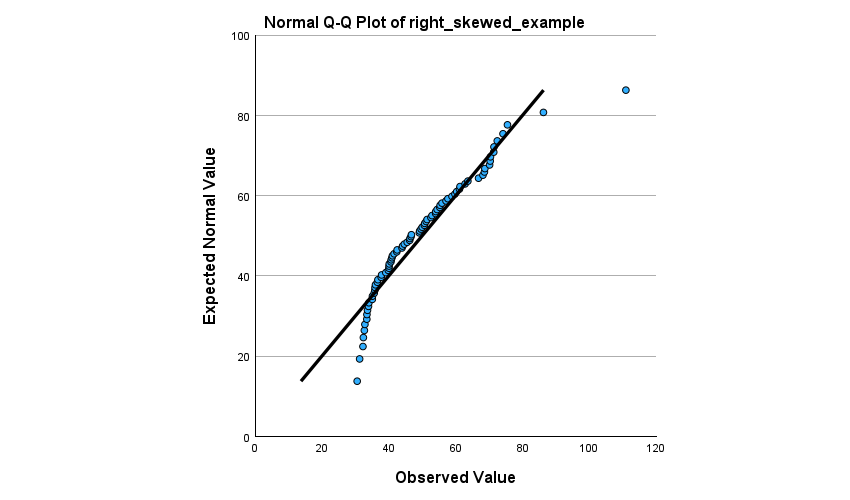 Normal Q-Q Plot of right_skewed_example
Expected Normal Value
100
80
60
40
20
0
0 20 40 60 80 100 120
Observed Value